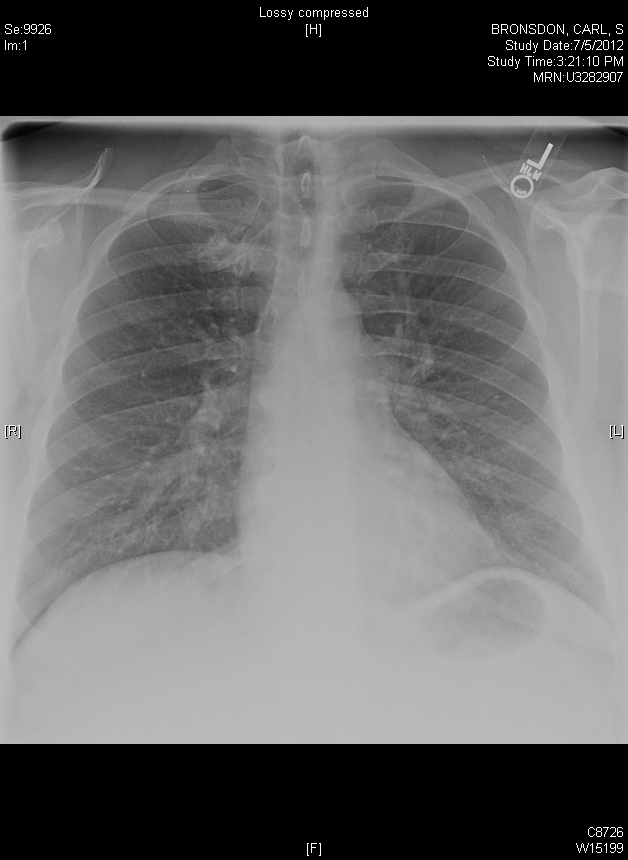 Lossy compressed
Se:9926
[H]
BRONSDON, CARL, S
Im:1
Study Date:7/5/2012
Study Time:3:21:10 PM
MRN:U3282907
L
HLM
[R]
[L]
C8726
[F]
W15199